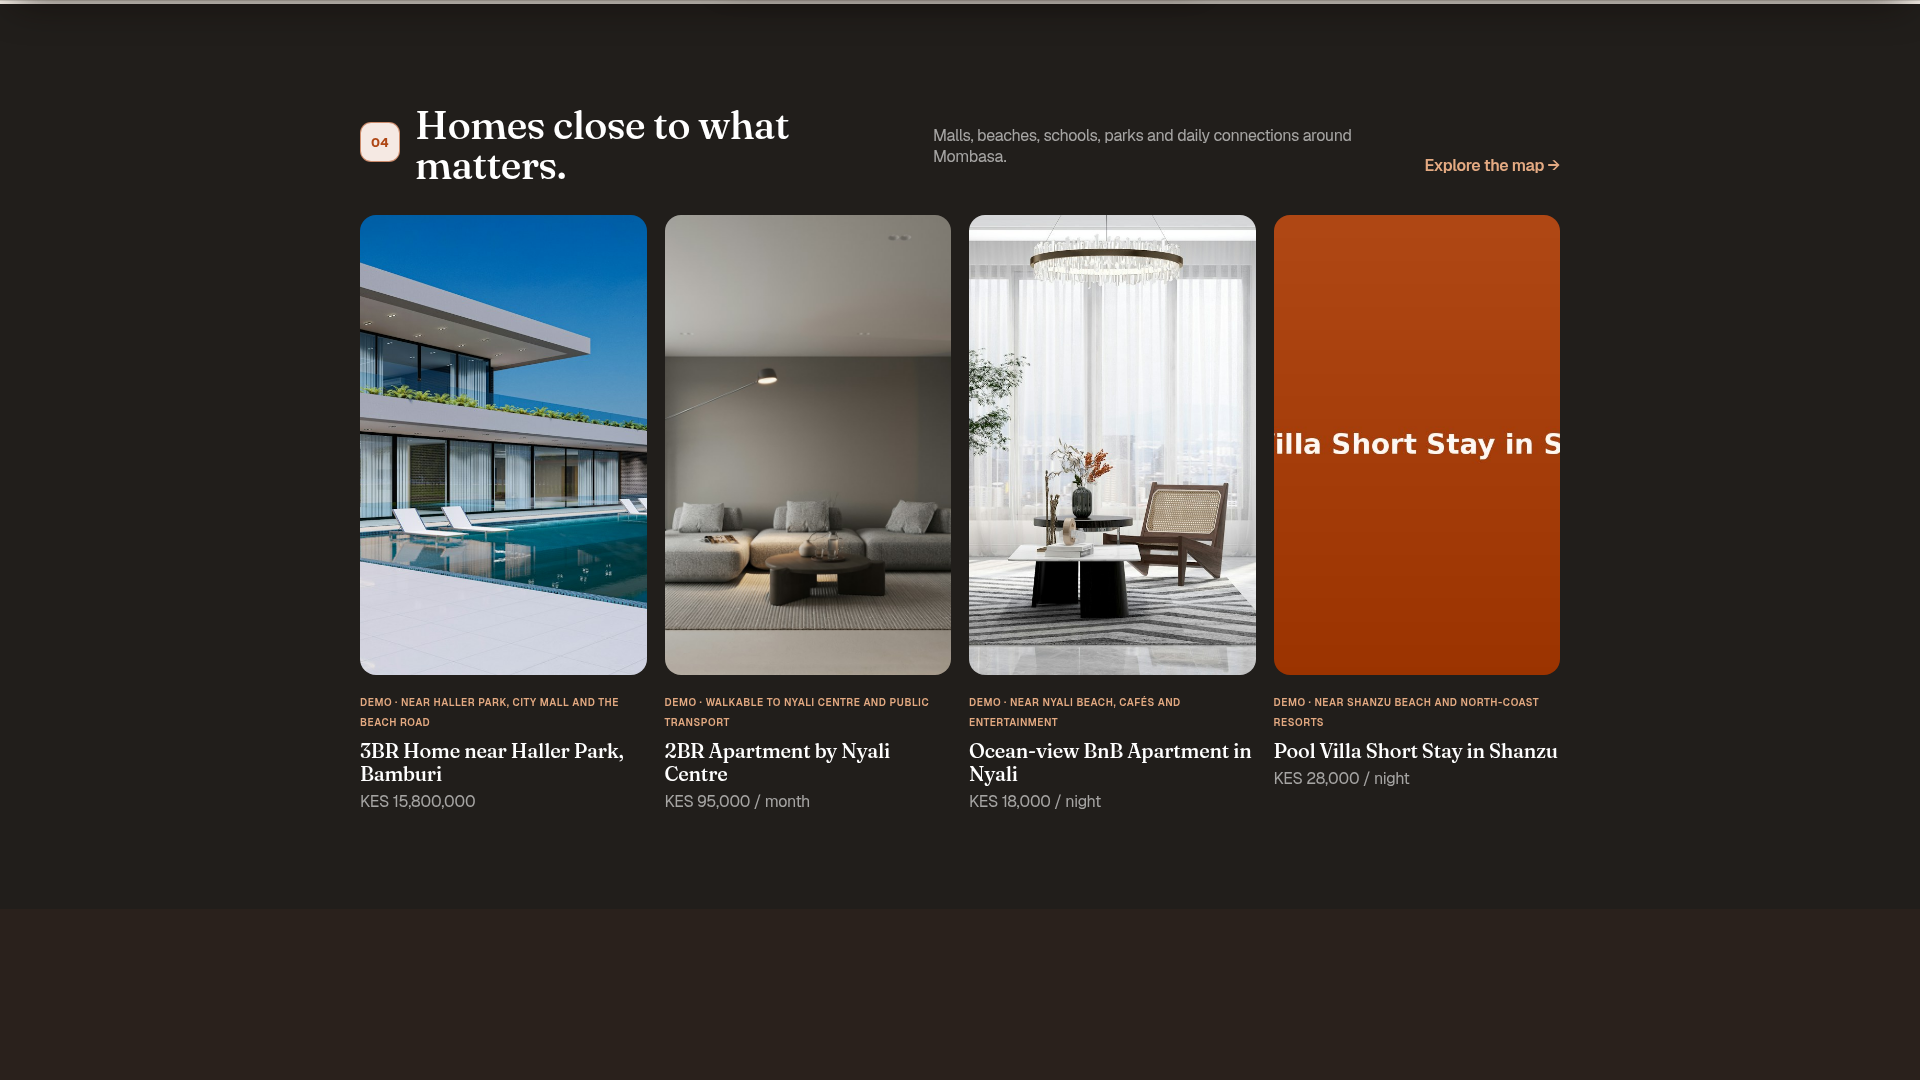 04
Homes close to what
matters.
Malls, beaches, schools, parks and daily connections around
Mombasa.
Explore the map →
illa Short Stay in S
DEMO · NEAR HALLER PARK, CITY MALL AND THE
BEACH ROAD
3BR Home near Haller Park,
Bamburi
KES 15,800,000
DEMO · WALKABLE TO NYALI CENTRE AND PUBLIC
TRANSPORT
2BR Apartment by Nyali
Centre
KES 95,000 / month
DEMO · NEAR NYALI BEACH, CAFÉS AND
ENTERTAINMENT
Ocean-view BnB Apartment in
Nyali
KES 18,000 / night
DEMO · NEAR SHANZU BEACH AND NORTH-COAST
RESORTS
Pool Villa Short Stay in Shanzu
KES 28,000 / night